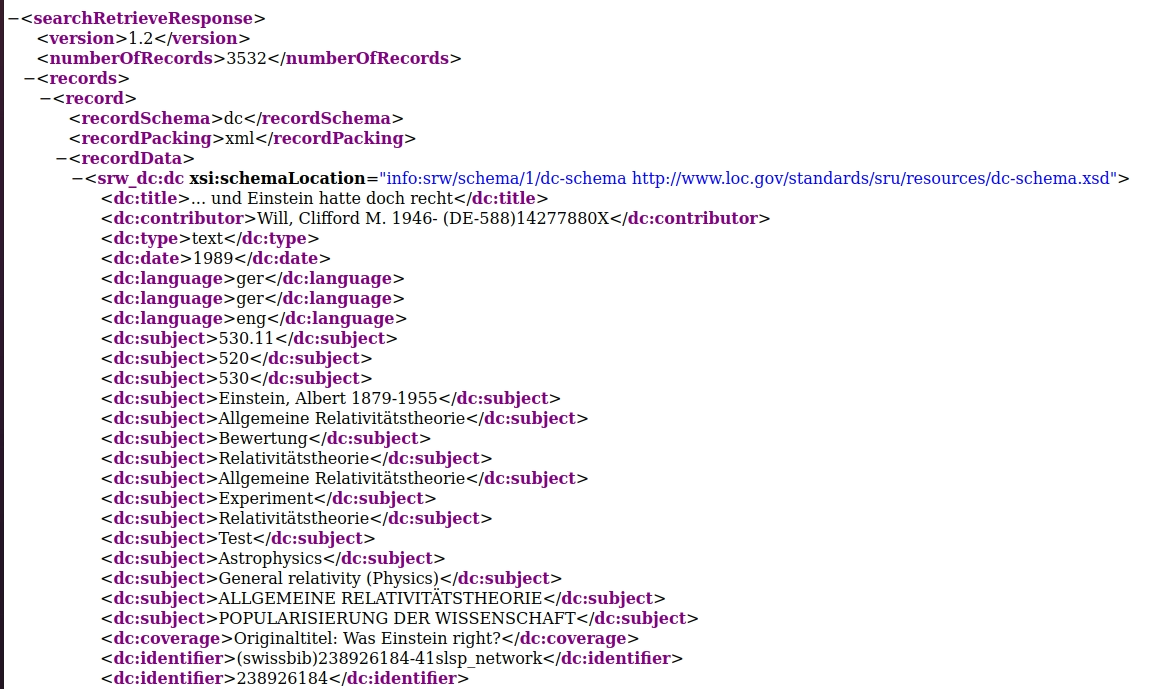 −<searchRetrieveResponse>
<version>1.2</version>
<numberOfRecords>3532</numberOfRecords>
−<records>
−<record>
<recordSchema>dc</recordSchema>
<recordPacking>xml</recordPacking>
−<recordData>
−<srw_dc:dc xsi:schemaLocation="info:srw/schema/1/dc-schema http://www.loc.gov/standards/sru/resources/dc-schema.xsd">
<dc:title>... und Einstein hatte doch recht</dc:title>
<dc:contributor>Will, Clifford M. 1946- (DE-588)14277880X</dc:contributor>
<dc:type>text</dc:type>
<dc:date>1989</dc:date>
<dc:language>ger</dc:language>
<dc:language>ger</dc:language>
<dc:language>eng</dc:language>
<dc:subject>530.11</dc:subject>
<dc:subject>520</dc:subject>
<dc:subject>530</dc:subject>
<dc:subject>Einstein, Albert 1879-1955</dc:subject>
<dc:subject>Allgemeine Relativitätstheorie</dc:subject>
<dc:subject>Bewertung</dc:subject>
<dc:subject>Relativitätstheorie</dc:subject>
<dc:subject>Allgemeine Relativitätstheorie</dc:subject>
<dc:subject>Experiment</dc:subject>
<dc:subject>Relativitätstheorie</dc:subject>
<dc:subject>Test</dc:subject>
<dc:subject>Astrophysics</dc:subject>
<dc:subject>General relativity (Physics)</dc:subject>
<dc:subject>ALLGEMEINE RELATIVITÄTSTHEORIE</dc:subject>
<dc:subject>POPULARISIERUNG DER WISSENSCHAFT</dc:subject>
<dc:coverage>Originaltitel: Was Einstein right?</dc:coverage>
<dc:identifier>(swissbib)238926184-41slsp_network</dc:identifier>
<dc:identifier>238926184</dc:identifier>